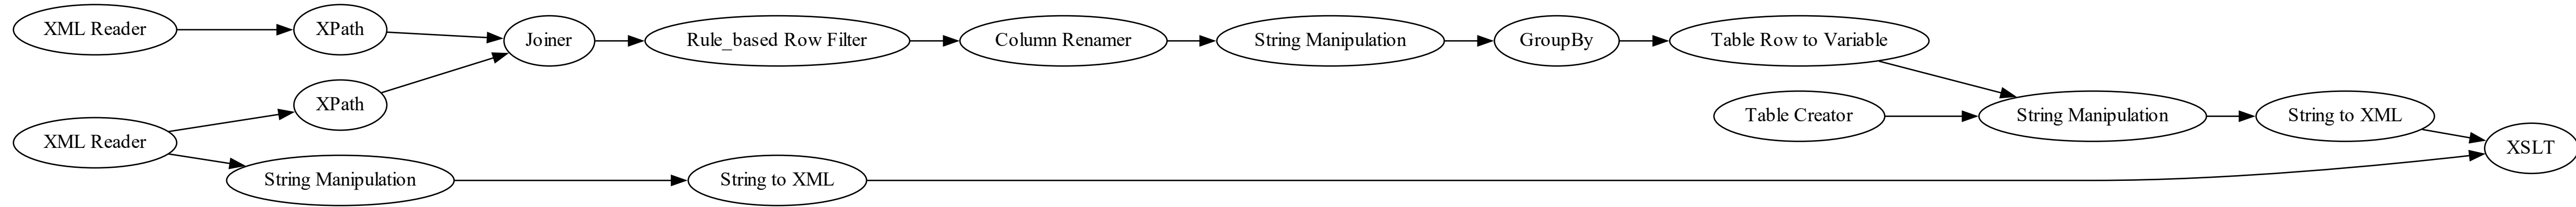 XML Reader
XPath
Joiner
Rule_based Row Filter
Column Renamer
String Manipulation
GroupBy
Table Row to Variable
XPath
Table Creator
String Manipulation
String to XML
XML Reader
XSLT
String Manipulation
String to XML